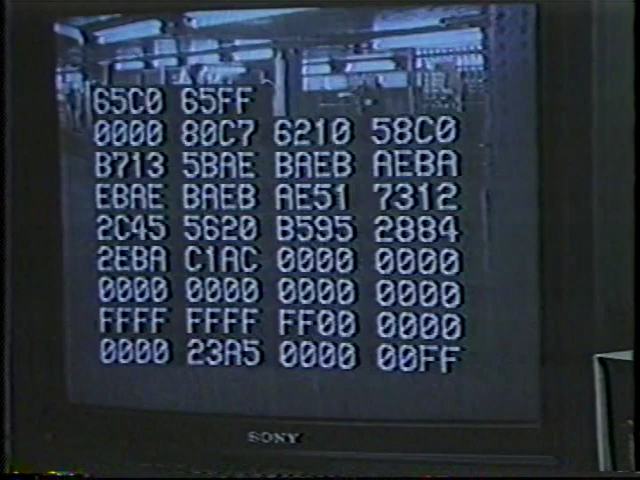 65C0 65FF
0000 80C7 6210 58C0
B713 5BAE BAEB AEBA
EBAE BAEB AE51 7312
2C45 5620 B595 2884
2EBA C1AC 0000 0000
0000 0000 0000 0000
FFFF FFFF FF00 0000
0000 23A5 0000 00FF
SONY